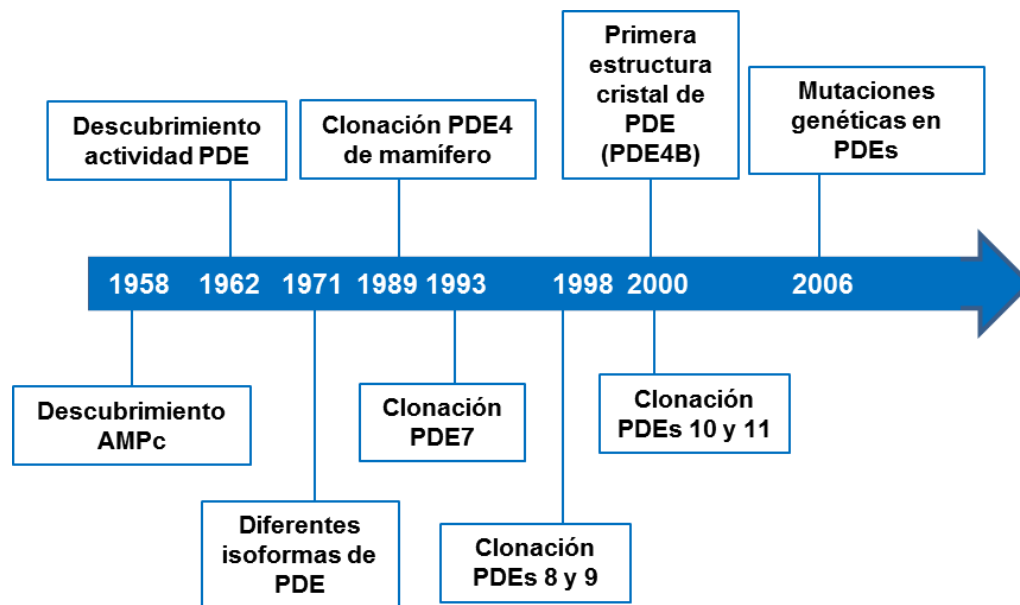 Descubrimiento
actividad PDE
Clonación PDE4
de mamífero
Primera
estructura
cristal de
PDE
(PDE4B)
Mutaciones
genéticas en
PDEs
1958 1962 1971 1989 1993 1998 2000 2006
Descubrimiento
AMPc
Diferentes
isoformas de
PDE
Clonación
PDE7
Clonación
PDEs 8 y 9
Clonación
PDEs 10 y 11